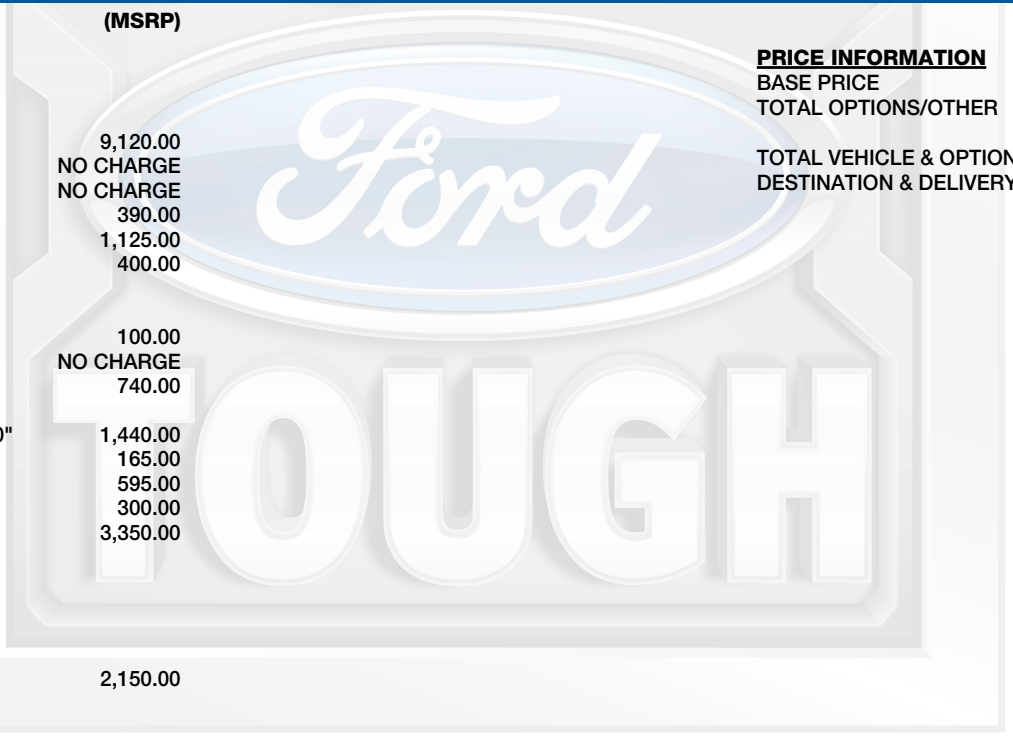 (MSRP)
9,120.00
NO CHARGE
NO CHARGE
390.00
1,125.00
400.00
100.00
NO CHARGE
740.00
0" 1,440.00
165.00
595.00
300.00
3,350.00
2,150.00
PRICE INFORMATION
BASE PRICE
TOTAL OPTIONS/OTHER
TOTAL VEHICLE & OPTION
DESTINATION & DELIVERY
Ford
TOUGH